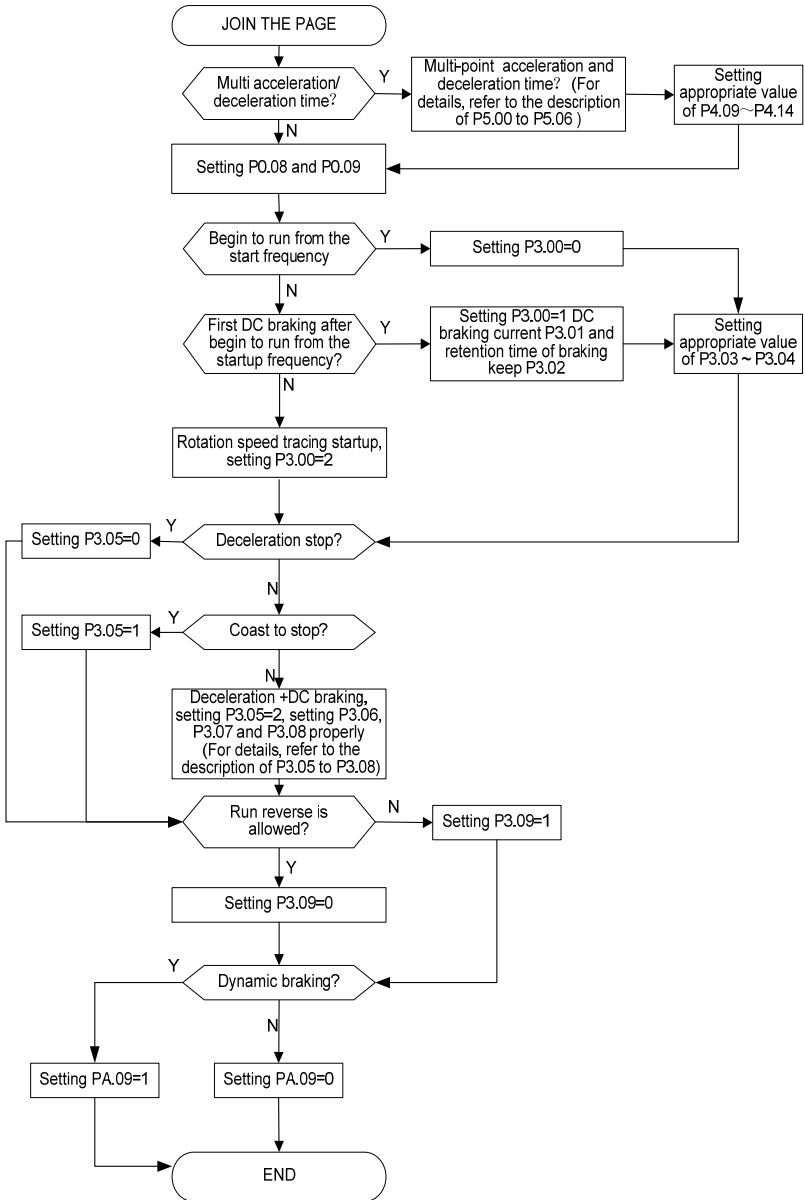 JOIN THE PAGE
Multi acceleration/
deceleration time?
Y
Multi-point acceleration and
deceleration time? (For
details, refer to the description
of P5.00 to P5.06 )
Setting
appropriate value
of P4.09～P4.14
N
Setting P0.08 and P0.09
Begin to run from the
start frequency
Y
Setting P3.00=0
N
First DC braking after
begin to run from the
startup frequency?
Y
Setting P3.00=1 DC
braking current P3.01 and
retention time of braking
keep P3.02
Setting
appropriate value
of P3.03 ~ P3.04
N
Rotation speed tracing startup,
setting P3.00=2
Deceleration stop?
Y
Setting P3.05=0
N
Coast to stop?
Y
Setting P3.05=1
N
Deceleration +DC braking,
setting P3.05=2, setting P3.06,
P3.07 and P3.08 properly
(For details, refer to the
description of P3.05 to P3.08)
Run reverse is
allowed?
N
Setting P3.09=1
Y
Setting P3.09=0
Dynamic braking?
Y
N
Setting PA.09=1
Setting PA.09=0
END